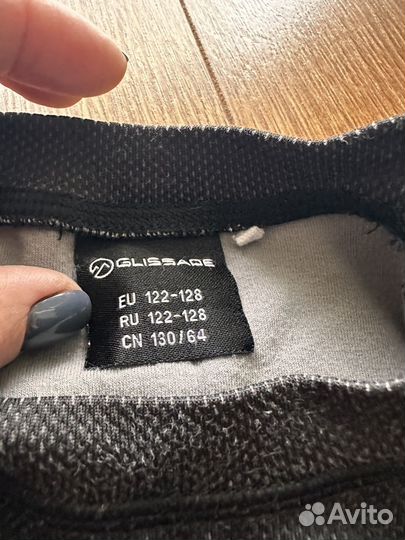 GLISSADE
EU 122-128
RU 122-128
CN 130/64
Avito